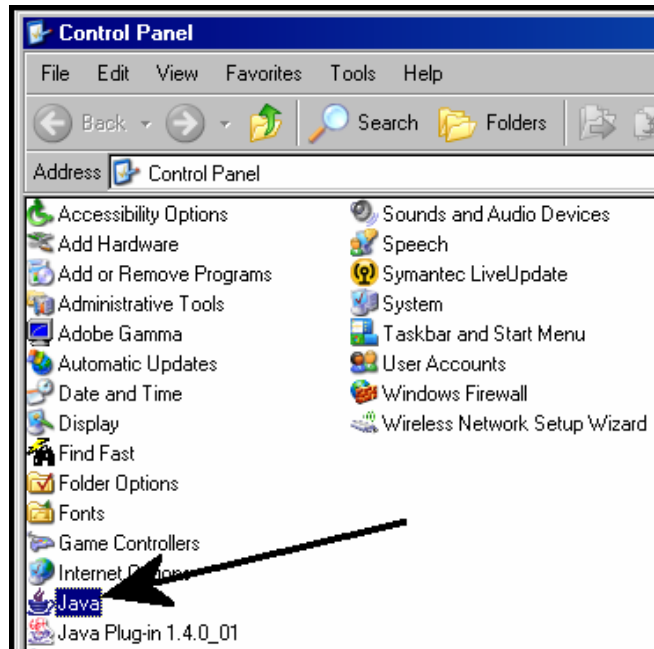 Control Panel
File Edit View Favorites Tools Help
Back Search Folders
Address Control Panel
Accessibility Options
Add Hardware
Add or Remove Programs
Administrative Tools
Adobe Gamma
Automatic Updates
Date and Time
Display
Find Fast
Folder Options
Fonts
Game Controllers
Internet Options
Java
Java Plug-in 1.4.0_01
Sounds and Audio Devices
Speech
Symantec LiveUpdate
System
Taskbar and Start Menu
User Accounts
Windows Firewall
Wireless Network Setup Wizard